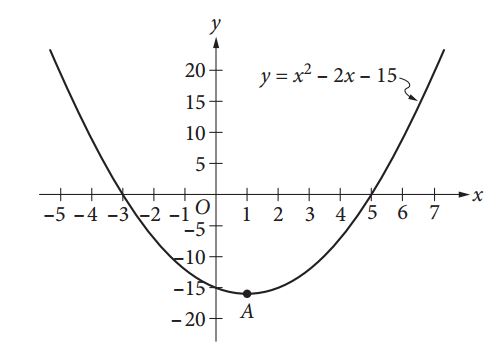 y
20
y = x² – 2x – 15
15
10
5
x
–5 –4 –3 –2 –1 O 1 2 3 4 5 6 7
–5
–10
–15
A
–20